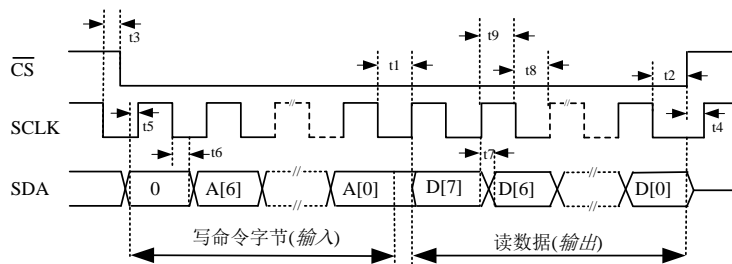 t3
t9
t1
t8
t2
CS
SCLK
t5
t4
t6
t7
SDA
0
A[6]
A[0]
D[7]
D[6]
D[0]
写命令字节(输入)
读数据(输出)